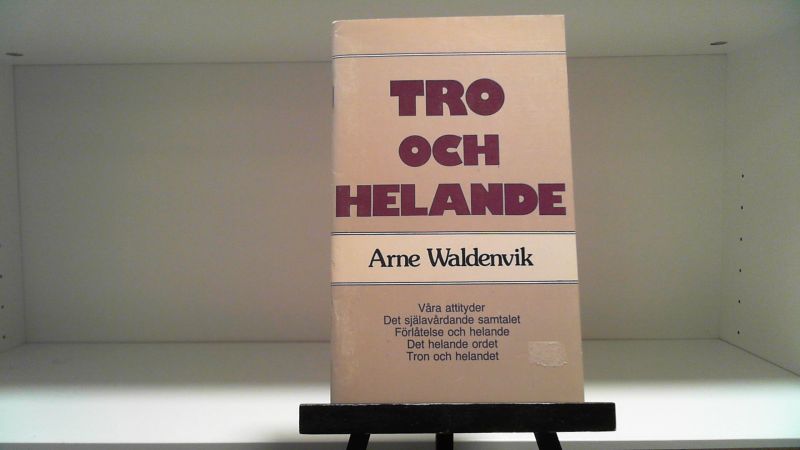 TRO
OCH
HELANDE
Arne Waldenvik
Våra attityder
Det själavårdande samtalet
Förlåtelse och helande
Det helande ordet
Tron och helandet